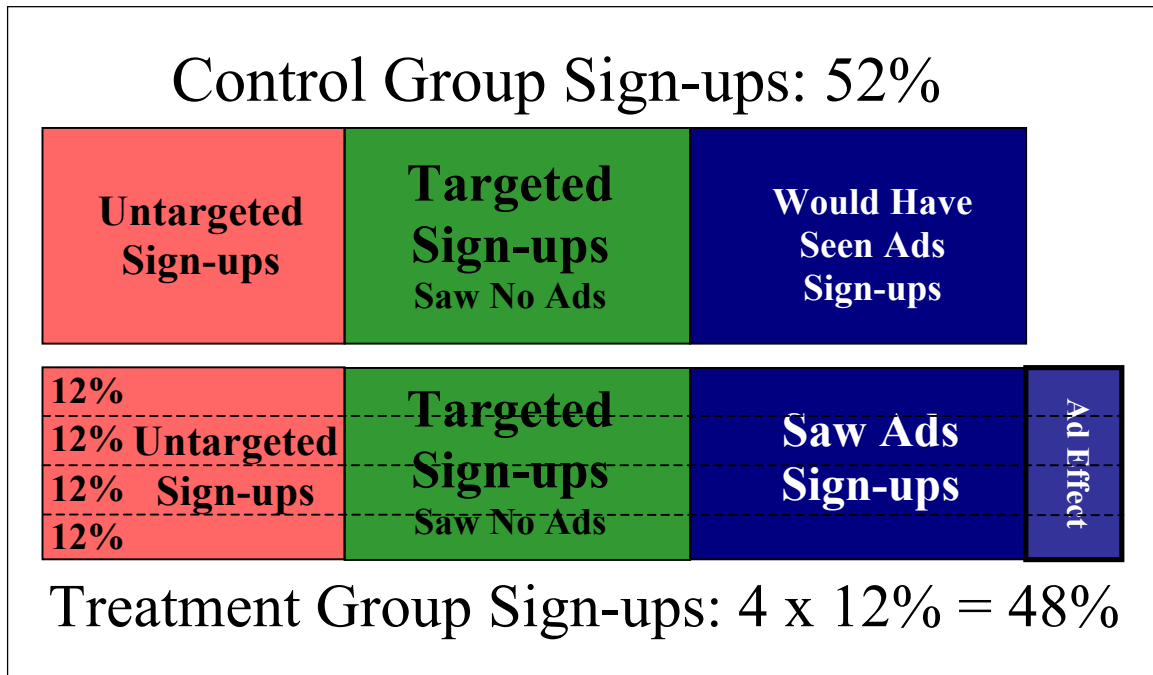 Control Group Sign-ups: 52%
Untargeted
Sign-ups
Targeted
Sign-ups
Saw No Ads
Would Have
Seen Ads
Sign-ups
12%
12%
12%
12%
Untargeted
Sign-ups
Targeted
Sign-ups
Saw No Ads
Saw Ads
Sign-ups
Ad Effect
Treatment Group Sign-ups: 4 x 12% = 48%